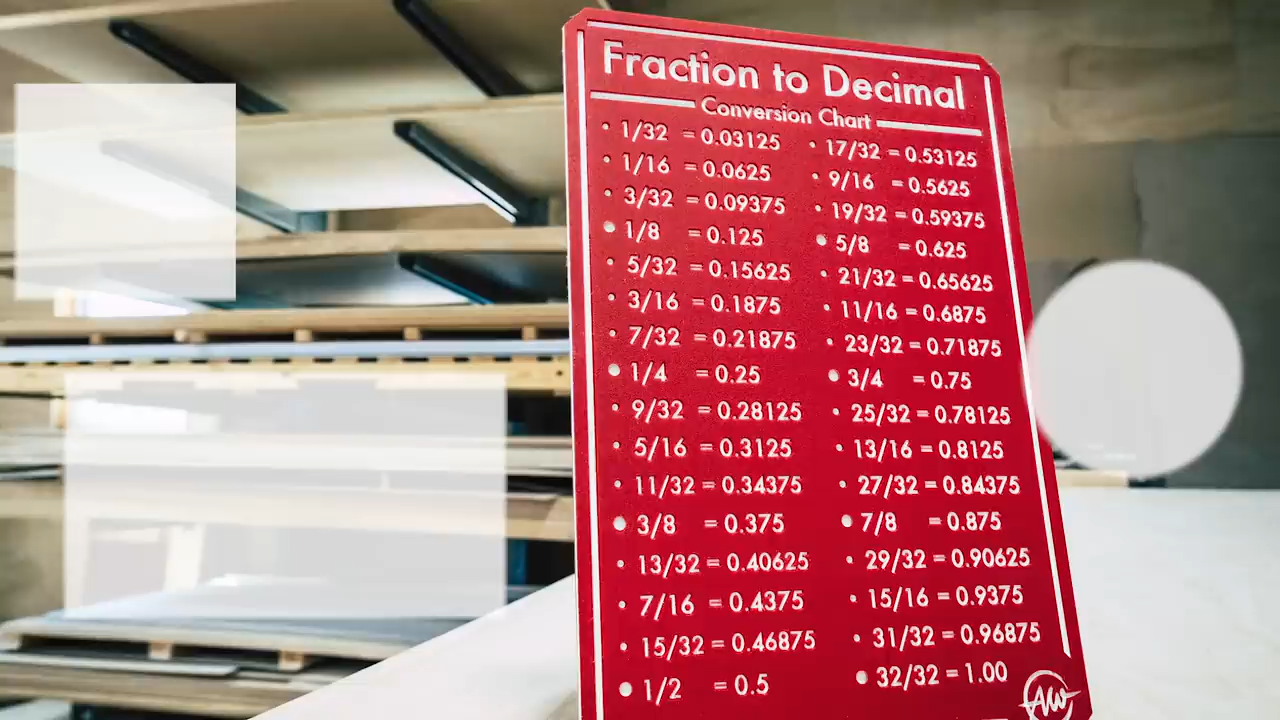 Fraction to Decimal
Conversion Chart
• 1/32 = 0.03125
• 1/16 = 0.0625
• 3/32 = 0.09375
• 1/8 = 0.125
• 5/32 = 0.15625
• 3/16 = 0.1875
• 7/32 = 0.21875
• 1/4 = 0.25
• 9/32 = 0.28125
• 5/16 = 0.3125
• 11/32 = 0.34375
• 3/8 = 0.375
• 13/32 = 0.40625
• 7/16 = 0.4375
• 15/32 = 0.46875
• 1/2 = 0.5
• 17/32 = 0.53125
• 9/16 = 0.5625
• 19/32 = 0.59375
• 5/8 = 0.625
• 21/32 = 0.65625
• 11/16 = 0.6875
• 23/32 = 0.71875
• 3/4 = 0.75
• 25/32 = 0.78125
• 13/16 = 0.8125
• 27/32 = 0.84375
• 7/8 = 0.875
• 29/32 = 0.90625
• 15/16 = 0.9375
• 31/32 = 0.96875
• 32/32 = 1.00
AW